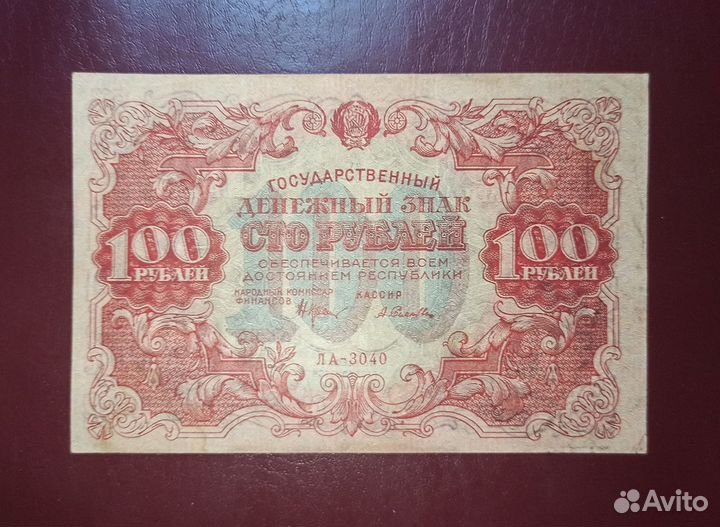 ГОСУДАРСТВЕННЫЙ
ДЕНЕЖНЫЙ ЗНАК
СТО РУБЛЕЙ
100
ОБЕСПЕЧИВАЕТСЯ ВСЕМ
ДОСТОЯНИЕМ РЕСПУБЛИКИ
100 РУБЛЕЙ
100 РУБЛЕЙ
НАРОДНЫЙ КОМИССАР
ФИНАНСОВ
КАССИР
ЛА-3040
Avito